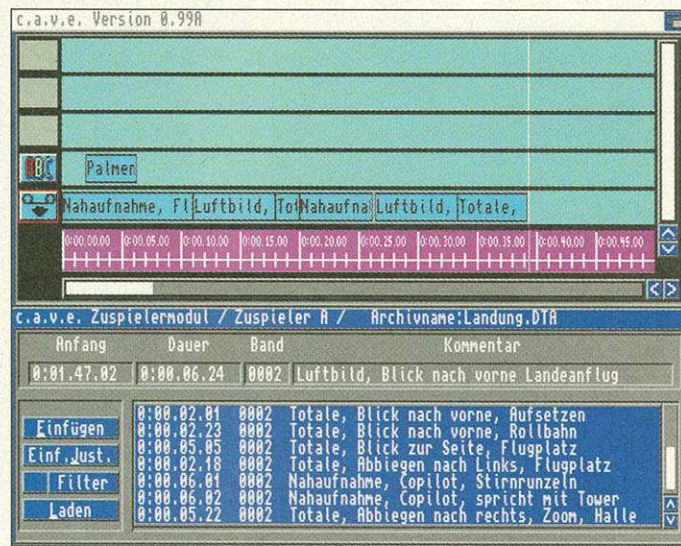 c.a.v.e. Version 0.99A
ABC
Palmen
Nahaufnahme, Fl Luftbild, Tot Nahaufna Luftbild, Totale,
0:00.00.00 0:00.05.00 0:00.10.00 0:00.15.00 0:00.20.00 0:00.25.00 0:00.30.00 0:00.35.00 0:00.40.00 0:00.45.00
c.a.v.e. Zuspielermodul / Zuspieler A / Archivname:Landung.DTA
Anfang Dauer Band Kommentar
0:01.47.02 0:00.06.24 0002 Luftbild, Blick nach vorne Landeanflug
Einfügen
Einf.Just.
Filter
Laden
0:00.02.01 0002 Totale, Blick nach vorne, Aufsetzen
0:00.02.23 0002 Totale, Blick nach vorne, Rollbahn
0:00.05.05 0002 Totale, Blick zur Seite, Flugplatz
0:00.02.18 0002 Totale, Abbiegen nach Links, Flugplatz
0:00.06.01 0002 Nahaufnahme, Copilot, Stirnrunzeln
0:00.06.02 0002 Nahaufnahme, Copilot, spricht mit Tower
0:00.05.22 0002 Totale, Abbiegen nach rechts, Zoom, Halle